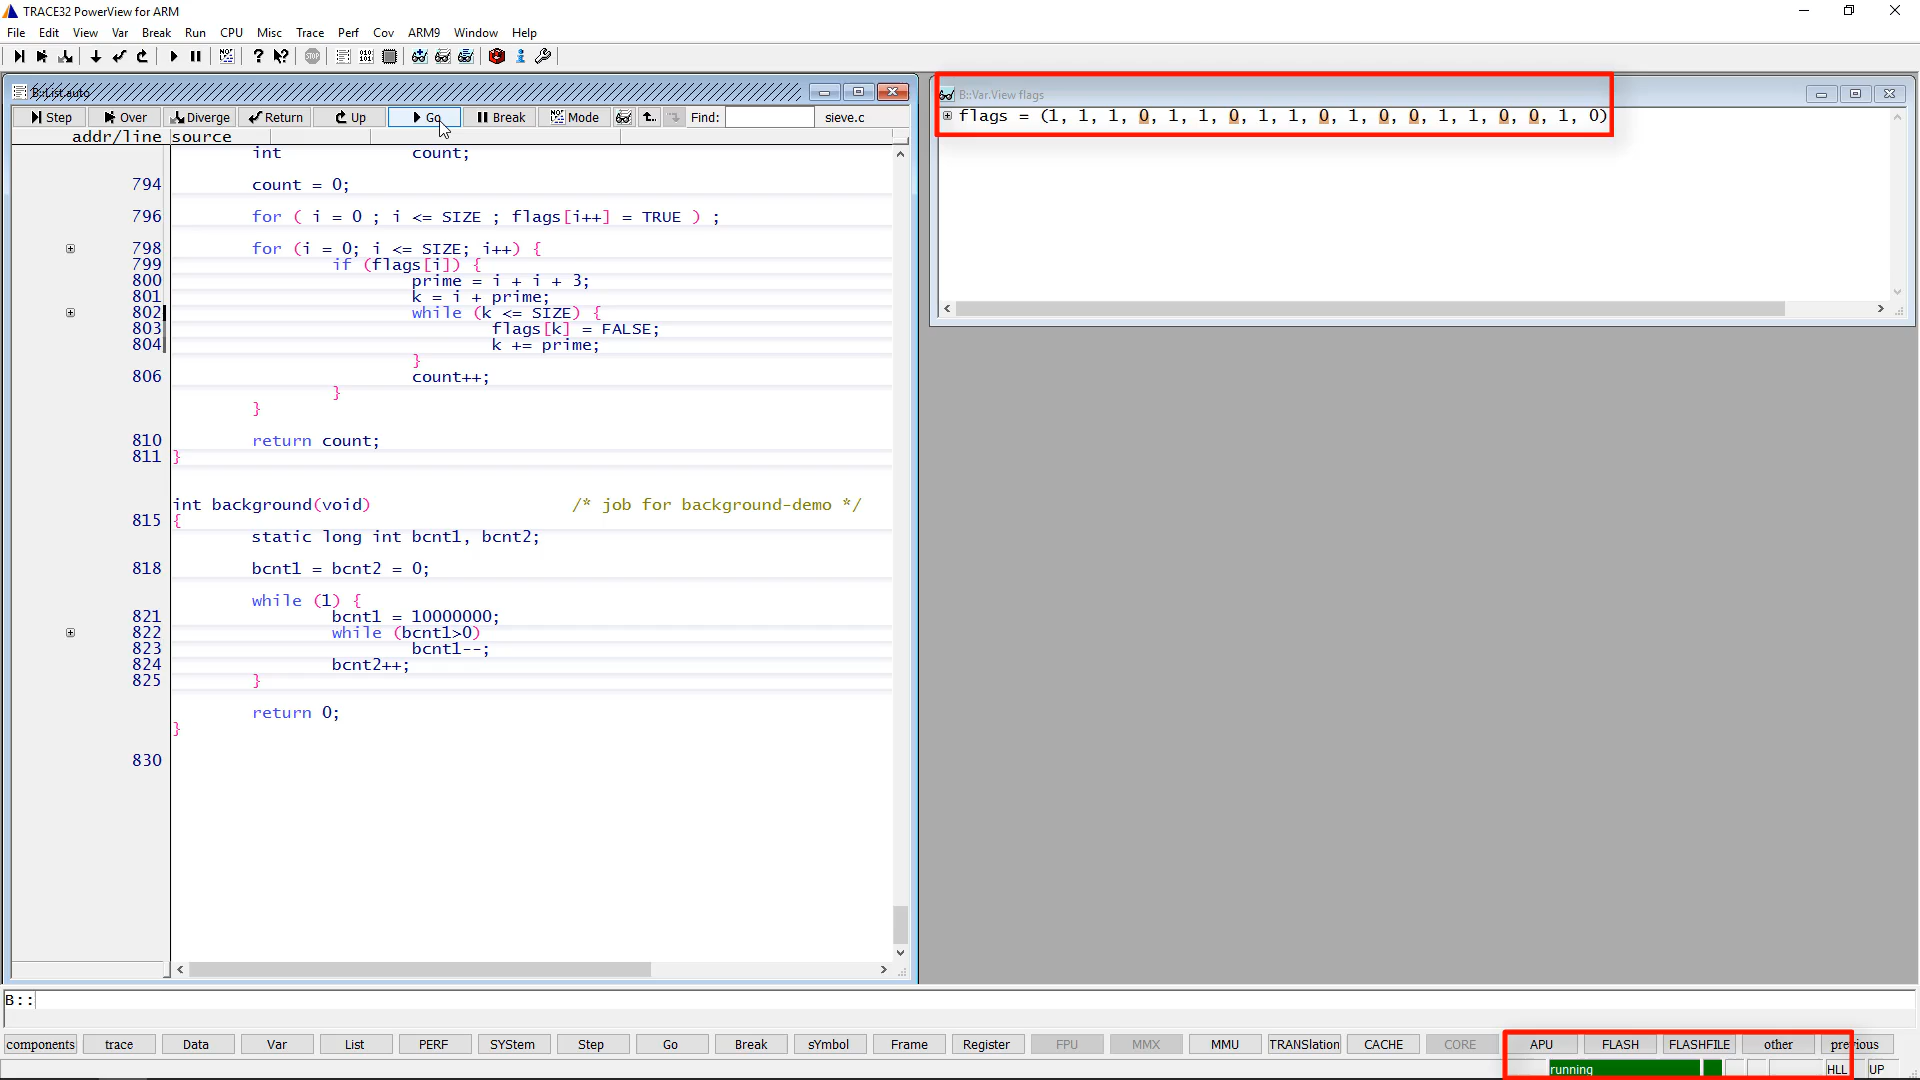 TRACE32 PowerView for ARM
File Edit View Var Break Run CPU Misc Trace Perf Cov ARM9 Window Help
B::List.auto
Step Over Diverge Return Up Go Break Mode Find: sieve.c
addr/line source
int count;
794 count = 0;
796 for ( i = 0 ; i <= SIZE ; flags[i++] = TRUE ) ;
798 for (i = 0; i <= SIZE; i++) {
799 if (flags[i]) {
800 prime = i + i + 3;
801 k = i + prime;
802 while (k <= SIZE) {
803 flags[k] = FALSE;
804 k += prime;
}
806 count++;
}
}
810 return count;
811 }
int background(void) /* job for background-demo */
815 {
static long int bcnt1, bcnt2;
818 bcnt1 = bcnt2 = 0;
while (1) {
821 bcnt1 = 10000000;
822 while (bcnt1>0)
823 bcnt1--;
824 bcnt2++;
825 }
return 0;
}
830
B::Var.View flags
flags = (1, 1, 1, 0, 1, 1, 0, 1, 1, 0, 1, 0, 0, 1, 1, 0, 0, 1, 0)
B::
components trace Data Var List PERF SYStem Step Go Break sYmbol Frame Register FPU MMX MMU TRANSlation CACHE CORE APU FLASH FLASHFILE other previous
running HLL UP